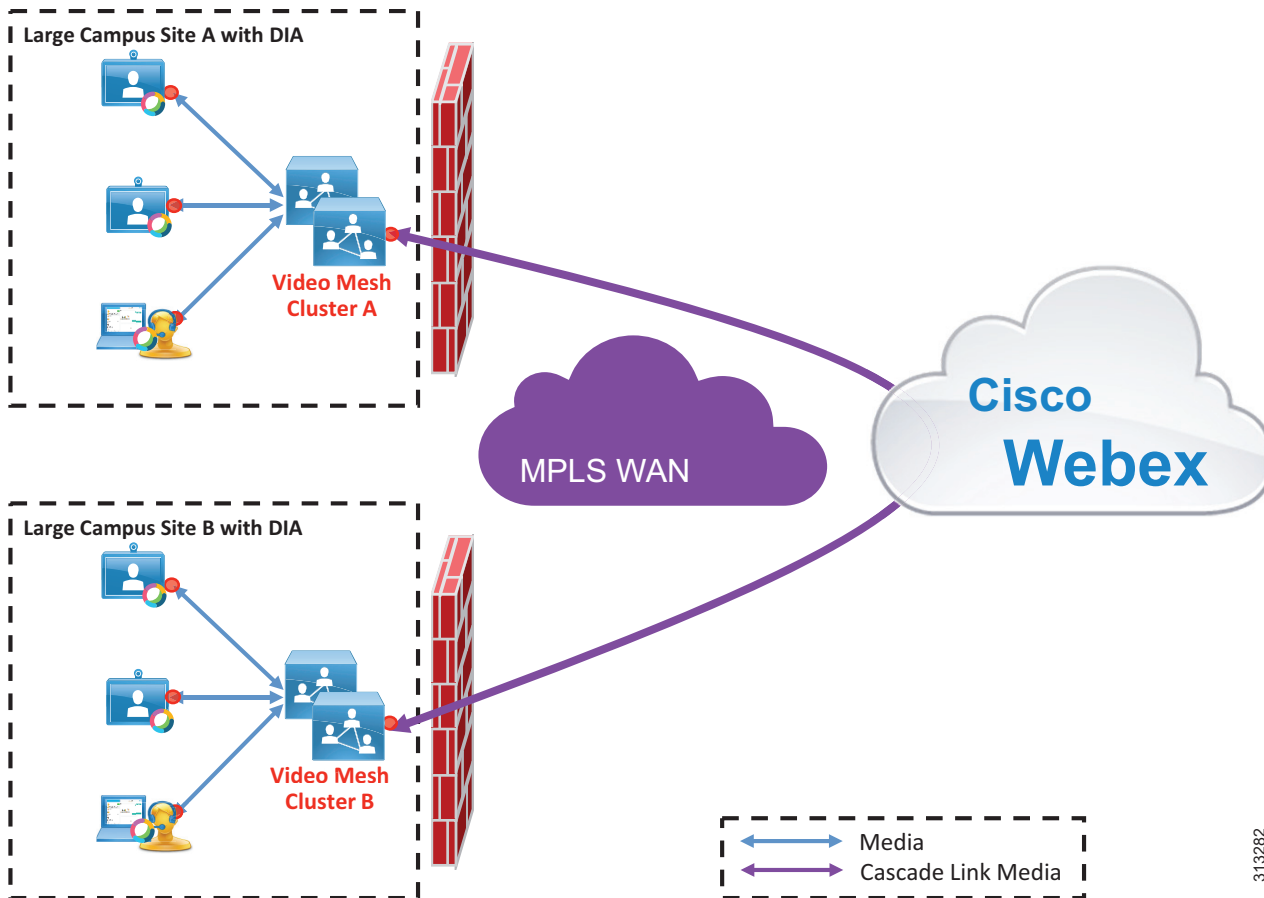 Large Campus Site A with DIA
Video Mesh
Cluster A
MPLS WAN
Cisco
Webex
Large Campus Site B with DIA
Video Mesh
Cluster B
Media
Cascade Link Media
313282